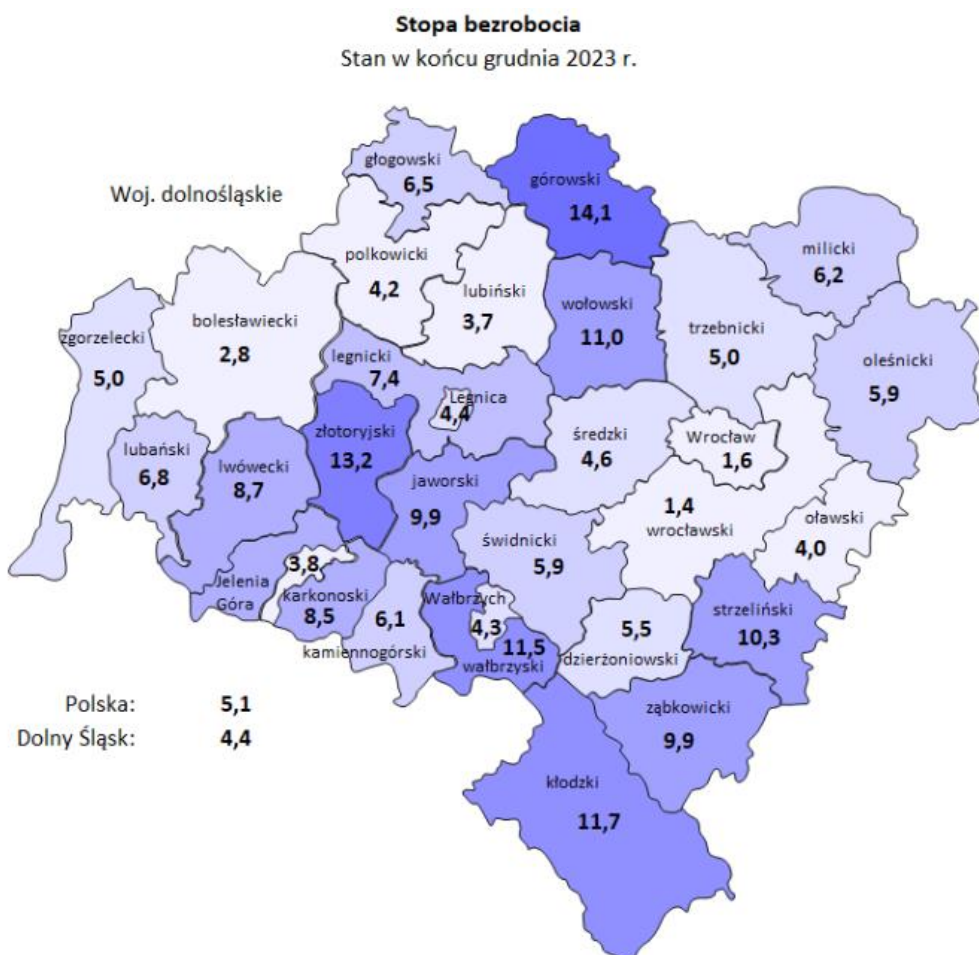 Stopa bezrobocia
Stan w końcu grudnia 2023 r.
Woj. dolnośląskie
głogowski
6,5
górowski
14,1
milicki
6,2
polkowicki
4,2
lubiński
3,7
wołowski
11,0
trzebnicki
5,0
bolesławiecki
2,8
zgorzelecki
5,0
oleśnicki
5,9
legnicki
7,4
Legnica
4,4
złotoryjski
13,2
średzki
4,6
Wrocław
1,6
lubański
6,8
lwówecki
8,7
jaworski
9,9
1,4
wrocławski
oławski
4,0
świdnicki
5,9
3,8
Jelenia
Góra
karkonoski
8,5
6,1
kamiennogórski
Wałbrzych
4,3
11,5
wałbrzyski
5,5
dzierżoniowski
strzeliński
10,3
ząbkowicki
9,9
Polska: 5,1
Dolny Śląsk: 4,4
kłodzki
11,7